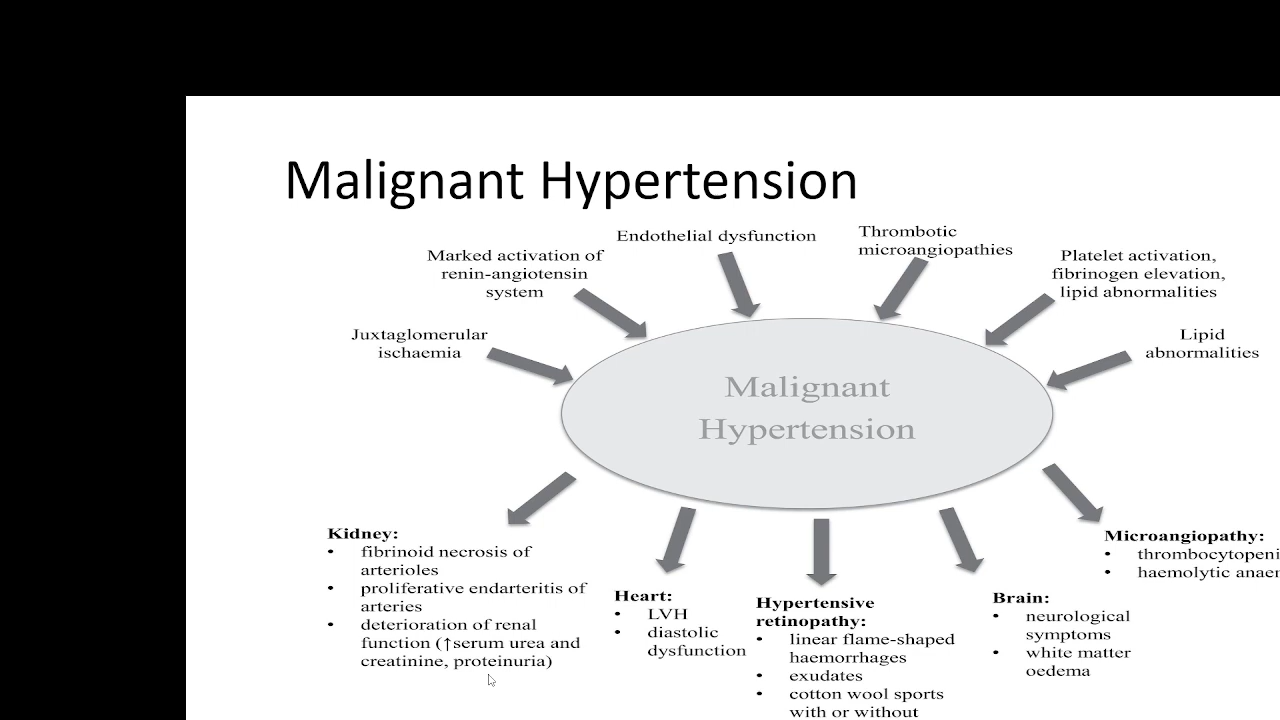 Malignant Hypertension
Endothelial dysfunction
Thrombotic
microangiopathies
Marked activation of
renin-angiotensin
system
Platelet activation,
fibrinogen elevation,
lipid abnormalities
Juxtaglomerular
ischaemia
Lipid
abnormalities
Malignant
Hypertension
Kidney:
• fibrinoid necrosis of
arterioles
• proliferative endarteritis of
arteries
• deterioration of renal
function (↑serum urea and
creatinine, proteinuria)
Heart:
• LVH
• diastolic
dysfunction
Hypertensive
retinopathy:
• linear flame-shaped
haemorrhages
• exudates
• cotton wool sports
with or without
Brain:
• neurological
symptoms
• white matter
oedema
Microangiopathy:
• thrombocytopeni
• haemolytic